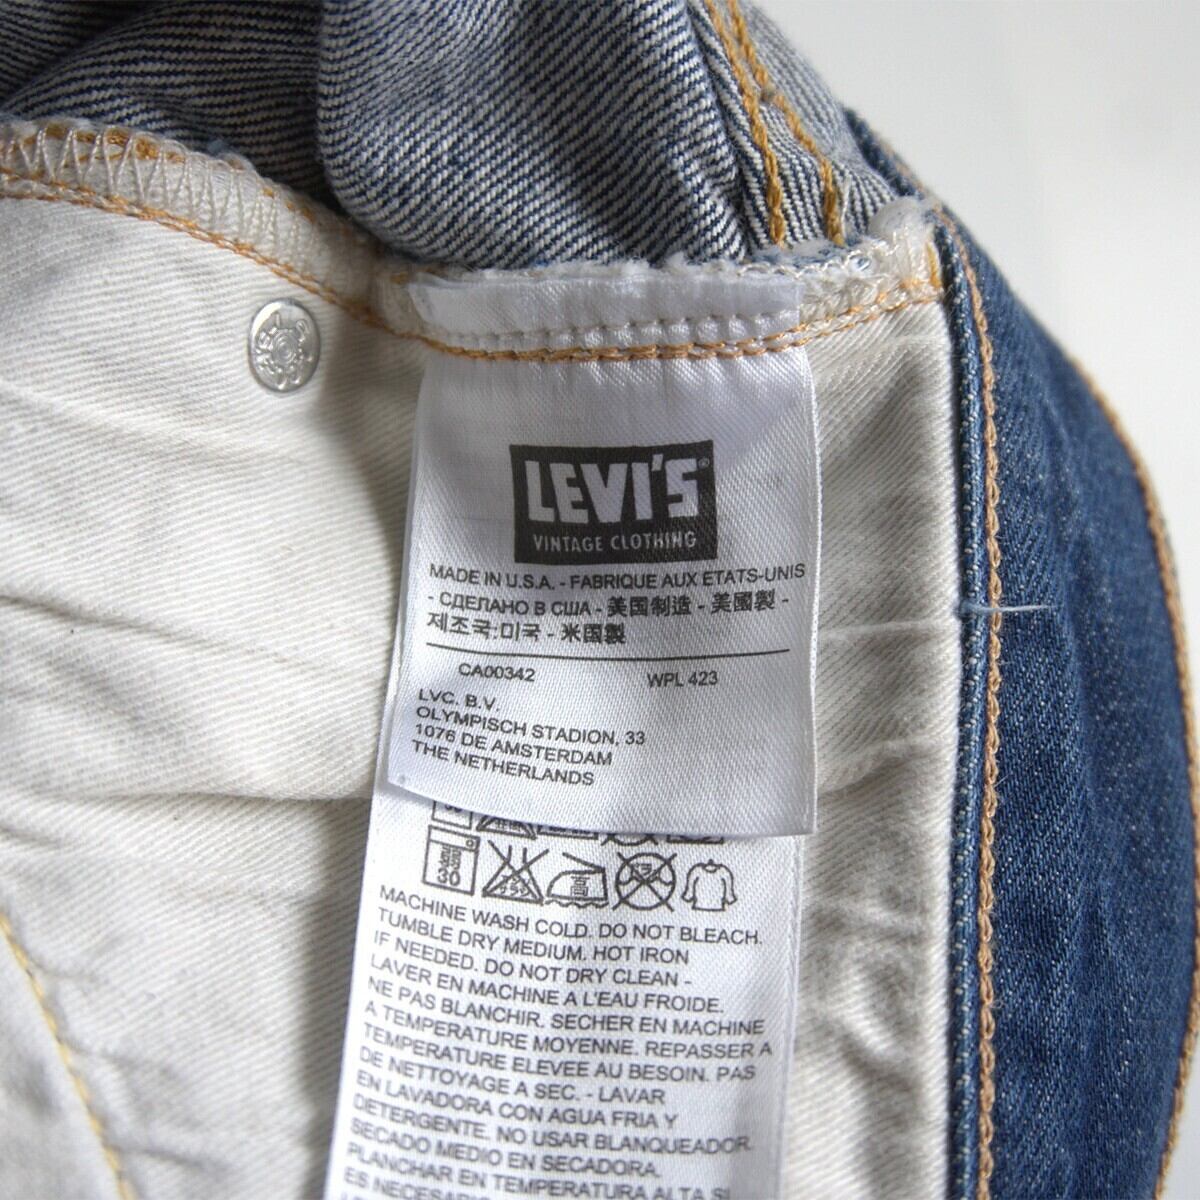 LEVI'S®
VINTAGE CLOTHING
MADE IN U.S.A. - FABRIQUE AUX ETATS-UNIS
- СДЕЛАНО В США - 美国制造 - 美國製 -
제조국:미국 - 米国製
CA00342 WPL 423
LVC. B.V.
OLYMPISCH STADION, 33
1076 DE AMSTERDAM
THE NETHERLANDS
弱
30
高
MACHINE WASH COLD. DO NOT BLEACH.
TUMBLE DRY MEDIUM. HOT IRON
IF NEEDED. DO NOT DRY CLEAN -
LAVER EN MACHINE A L'EAU FROIDE.
NE PAS BLANCHIR. SECHER EN MACHINE
A TEMPERATURE MOYENNE. REPASSER A
TEMPERATURE ELEVEE AU BESOIN. PAS
DE NETTOYAGE A SEC. - LAVAR
EN LAVADORA CON AGUA FRIA Y
DETERGENTE. NO USAR BLANQUEADOR.
SECADO MEDIO EN SECADORA.
PLANCHAR EN TEMPERATURA ALTA SI
ES NECESARIO